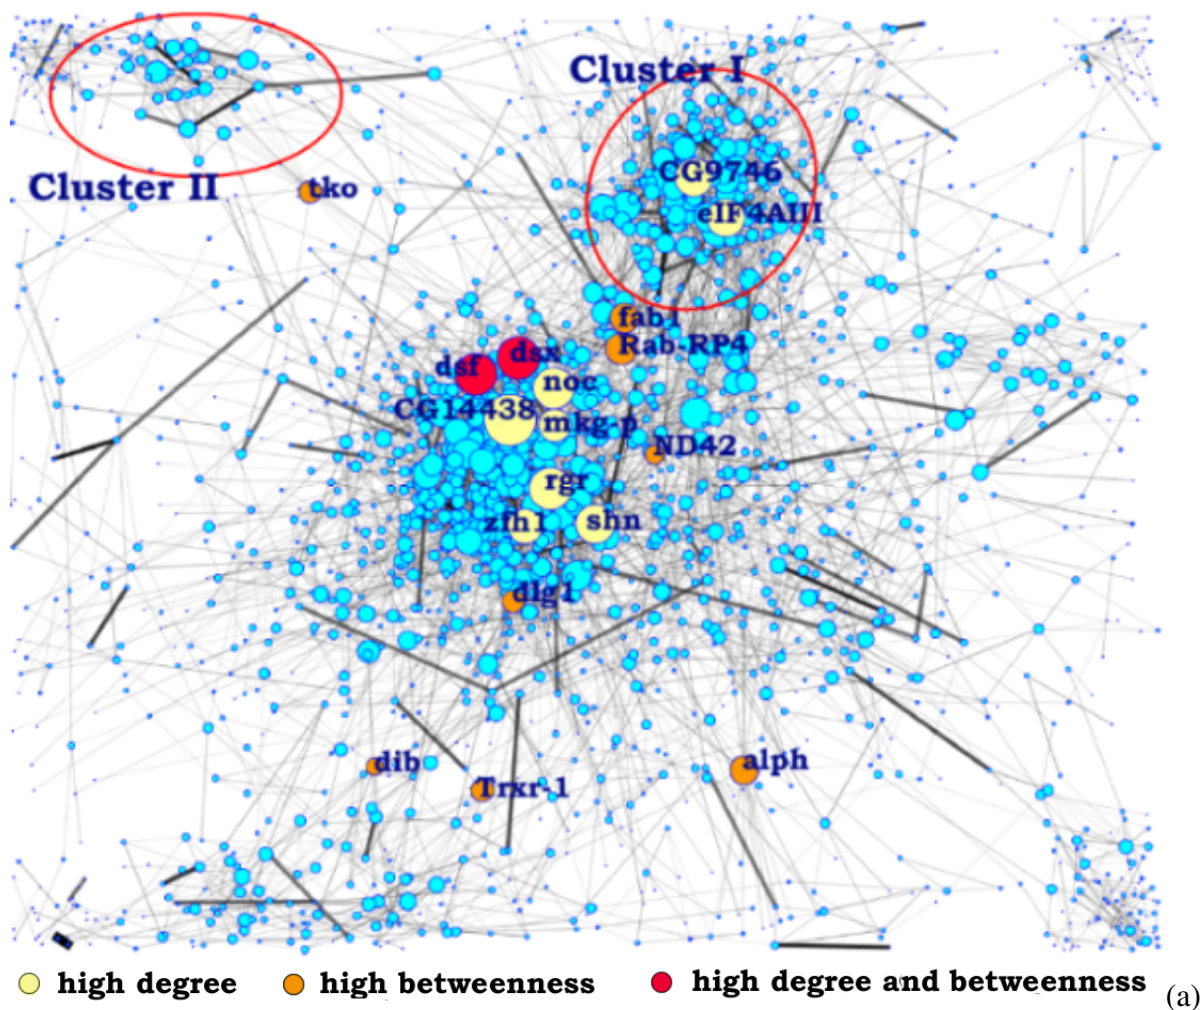 Cluster I
CG9746
Cluster II
tko
eIF4AIII
fab1
Rab-RP4
dsx
dsf
noc
CG14438
mkg-p
ND42
rgr
zfh1
shn
dlg1
dib
alph
Trxr-1
high degree
high betweenness
high degree and betweenness
(a)